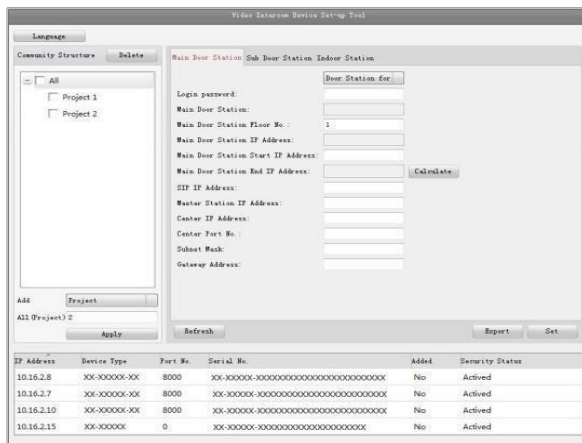 Video Intercom Device Set-up Tool
Language
Community Structure
Delete
All
Project 1
Project 2
Add
Project
All(Project) 2
Apply
Main Door Station Sub Door Station Indoor Station
Door Station for
Login password:
Main Door Station:
Main Door Station Floor No.: 1
Main Door Station IP Address:
Main Door Station Start IP Address:
Main Door Station End IP Address:
Calculate
SIP IP Address:
Master Station IP Address:
Center IP Address:
Center Port No.:
Subnet Mask:
Gateway Address:
Refresh
Export
Set
IP Address Device Type Port No. Serial No. Added Security Status
10.16.2.8 XX-XXXXX-XX 8000 XX-XXXXX-XXXXXXXXXXXXXXXXXXXXXXX No Actived
10.16.2.7 XX-XXXXX-XX 8000 XX-XXXXX-XXXXXXXXXXXXXXXXXXXXXXX No Actived
10.16.2.10 XX-XXXXX-XX 8000 XX-XXXXX-XXXXXXXXXXXXXXXXXXXXXXX No Actived
10.16.2.15 XX-XXXXX 0 XX-XXXXX-XXXXXXXXXXXXXXXXXXX No Actived